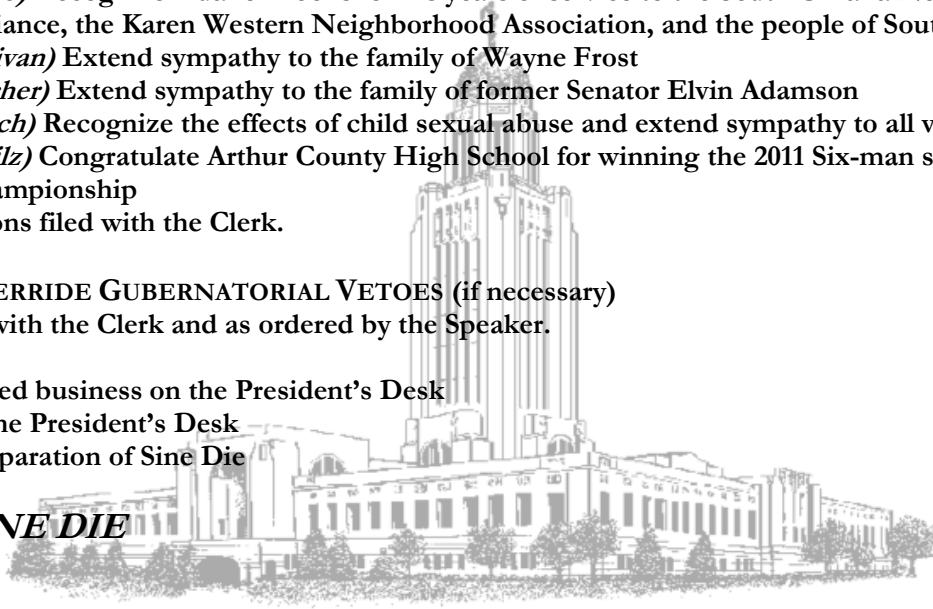 iance, the Karen Western Neighborhood Association, and the people of Sout
ivan) Extend sympathy to the family of Wayne Frost
her) Extend sympathy to the family of former Senator Elvin Adamson
ch) Recognize the effects of child sexual abuse and extend sympathy to all v
ilz) Congratulate Arthur County High School for winning the 2011 Six-man s
ampionship
ons filed with the Clerk.
ERRIDE GUBERNATORIAL VETOES (if necessary)
with the Clerk and as ordered by the Speaker.
ed business on the President’s Desk
he President’s Desk
paration of Sine Die
NE DIE